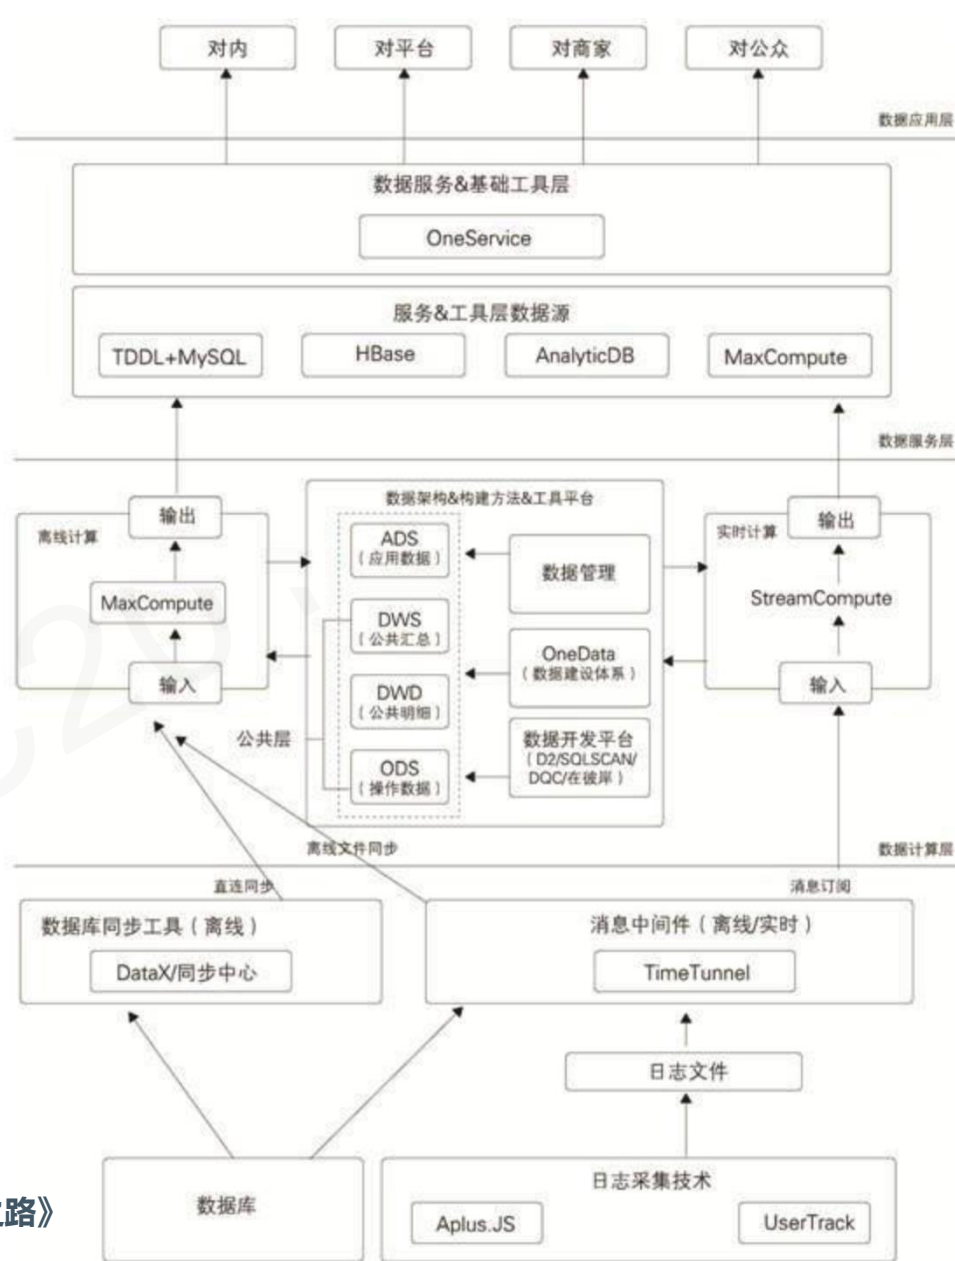 对内
对平台
对商家
对公众
数据应用层
数据服务&基础工具层
OneService
服务&工具层数据源
TDDL+MySQL
HBase
AnalyticDB
MaxCompute
数据服务层
离线计算
输出
MaxCompute
输入
数据架构&构建方法&工具平台
ADS
（应用数据）
DWS
（公共汇总）
DWD
（公共明细）
ODS
（操作数据）
公共层
数据管理
OneData
（数据建设体系）
数据开发平台
（D2/SQLSCAN/
DQC/在彼岸）
实时计算
输出
StreamCompute
输入
离线文件同步
数据计算层
直连同步
消息订阅
数据库同步工具（离线）
DataX/同步中心
消息中间件（离线/实时）
TimeTunnel
日志文件
数据库
日志采集技术
Aplus.JS
UserTrack
路》